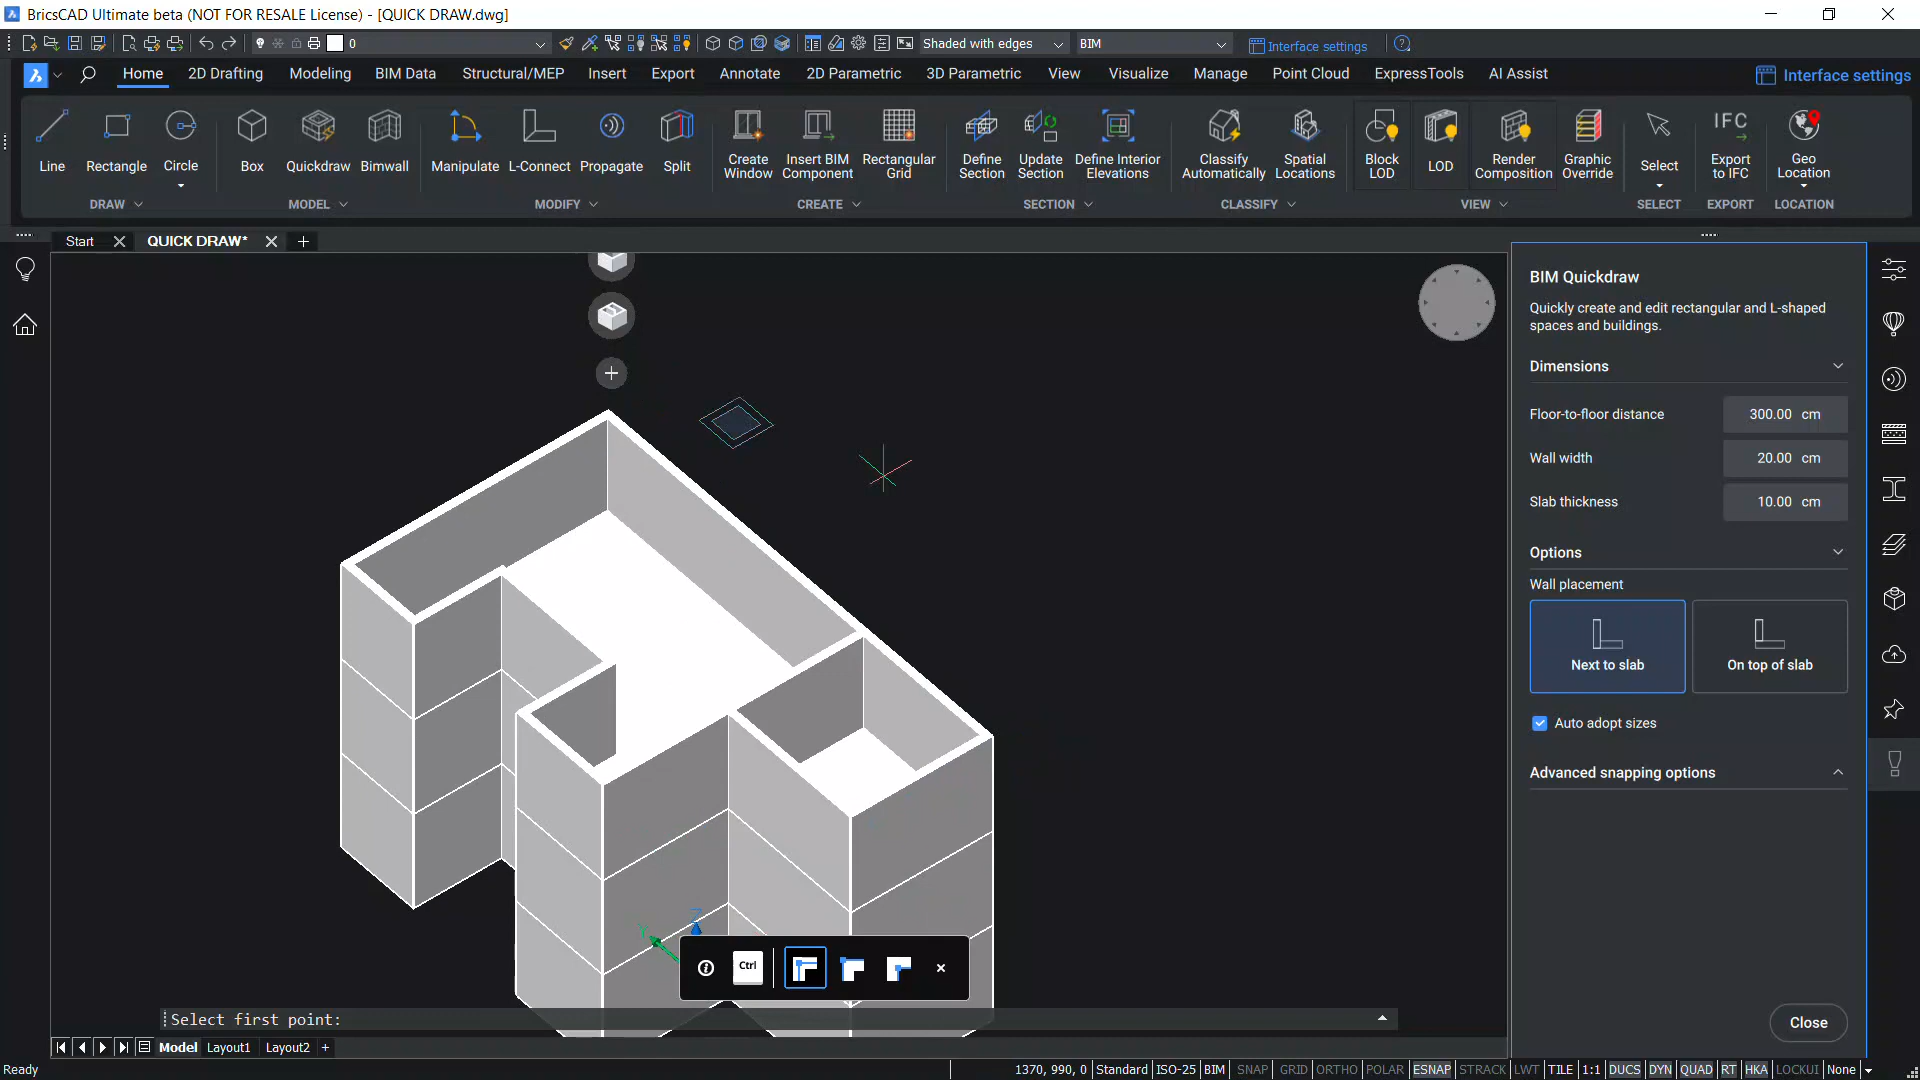 BricsCAD Ultimate beta (NOT FOR RESALE License) - [QUICK DRAW.dwg]
0
Shaded with edges
BIM
Interface settings
Home
2D Drafting
Modeling
BIM Data
Structural/MEP
Insert
Export
Annotate
2D Parametric
3D Parametric
View
Visualize
Manage
Point Cloud
ExpressTools
AI Assist
Interface settings
Line
Rectangle
Circle
Box
Quickdraw
Bimwall
Manipulate
L-Connect
Propagate
Split
Create
Window
Insert BIM
Component
Rectangular
Grid
Define
Section
Update
Section
Define Interior
Elevations
Classify
Automatically
Spatial
Locations
Block
LOD
LOD
Render
Composition
Graphic
Override
Select
IFC
Export
to IFC
Geo
Location
DRAW
MODEL
MODIFY
CREATE
SECTION
CLASSIFY
VIEW
SELECT
EXPORT
LOCATION
Start
QUICK DRAW*
BIM Quickdraw
Quickly create and edit rectangular and L-shaped
spaces and buildings.
Dimensions
Floor-to-floor distance
300.00 cm
Wall width
20.00 cm
Slab thickness
10.00 cm
Options
Wall placement
Next to slab
On top of slab
Auto adopt sizes
Advanced snapping options
Close
Z
Y
Ctrl
Select first point:
Model
Layout1
Layout2
Ready
1370, 990, 0
Standard
ISO-25
BIM
SNAP
GRID
ORTHO
POLAR
ESNAP
STRACK
LWT
TILE
1:1
DUCS
DYN
QUAD
RT
HKA
LOCKUI
None